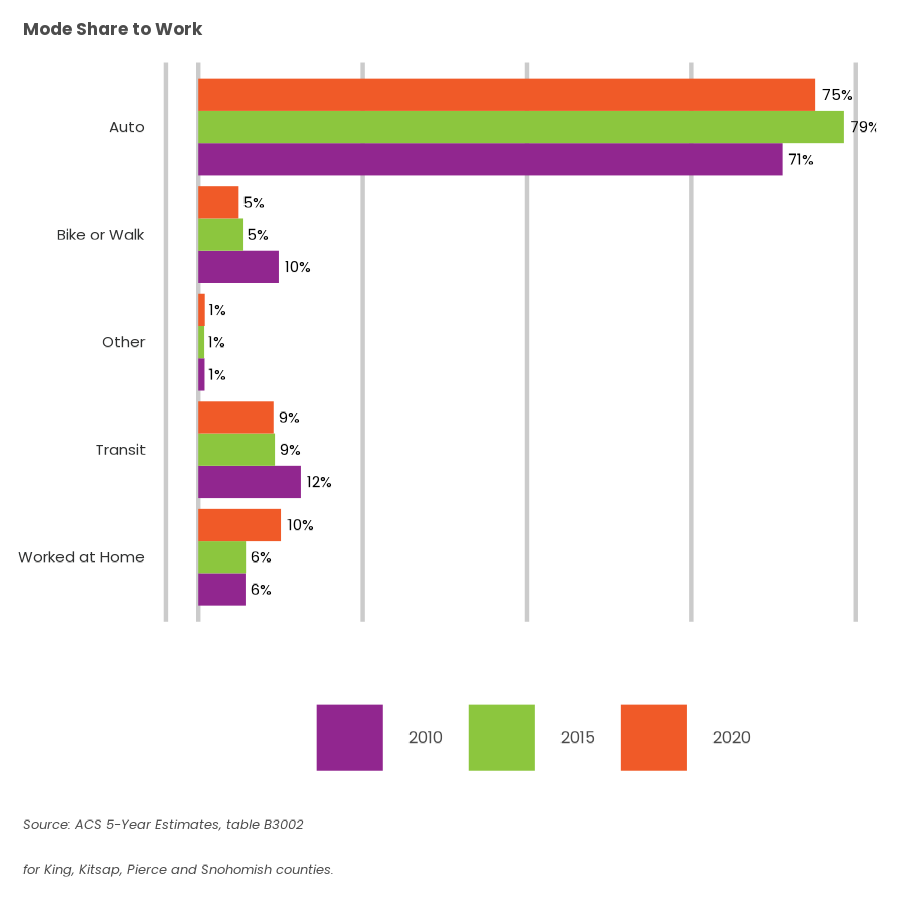 Mode Share to Work
Auto
75%
79%
71%
Bike or Walk
5%
5%
10%
Other
1%
1%
1%
Transit
9%
9%
12%
Worked at Home
10%
6%
6%
2010 2015 2020
Source: ACS 5-Year Estimates, table B3002
for King, Kitsap, Pierce and Snohomish counties.